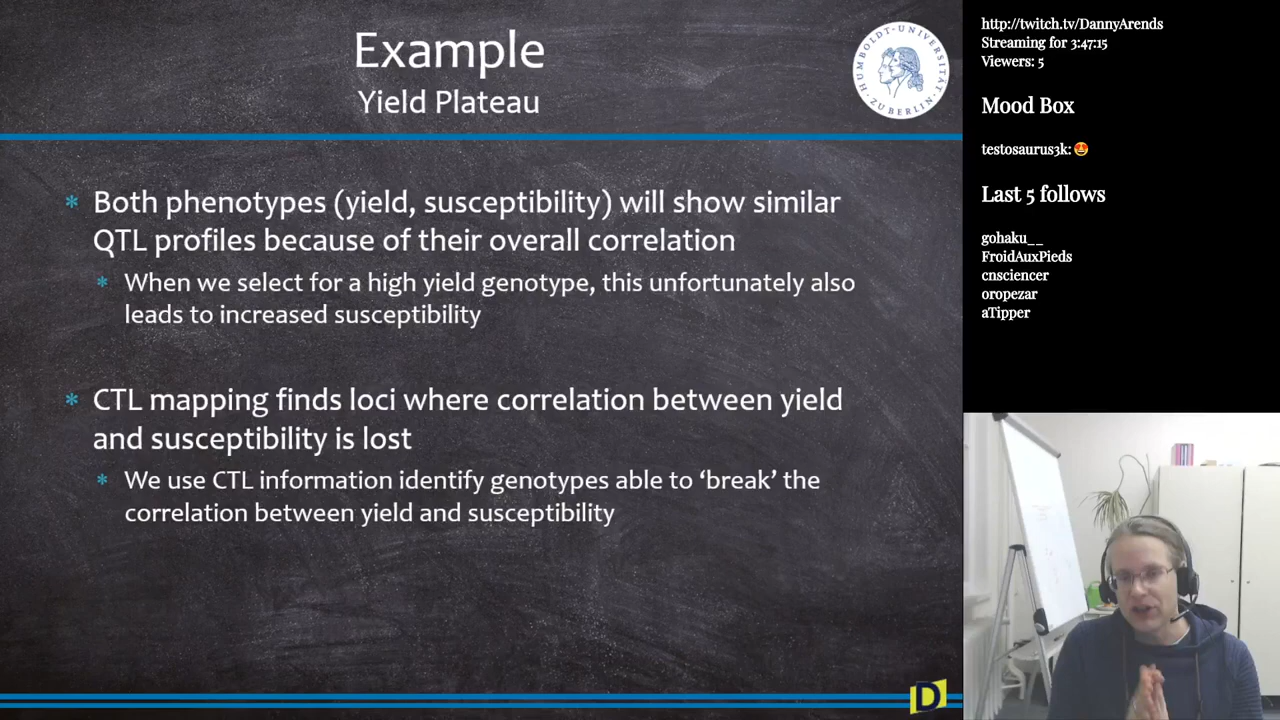 Example
Yield Plateau
HUMBOLDT-UNIVERSITÄT ZU BERLIN
* Both phenotypes (yield, susceptibility) will show similar
QTL profiles because of their overall correlation
* When we select for a high yield genotype, this unfortunately also
leads to increased susceptibility
* CTL mapping finds loci where correlation between yield
and susceptibility is lost
* We use CTL information identify genotypes able to ‘break’ the
correlation between yield and susceptibility
D
http://twitch.tv/DannyArends
Streaming for 3:47:15
Viewers: 5
Mood Box
testosaurus3k: 🤩
Last 5 follows
gohaku__
FroidAuxPieds
cnsciencer
oropezar
aTipper